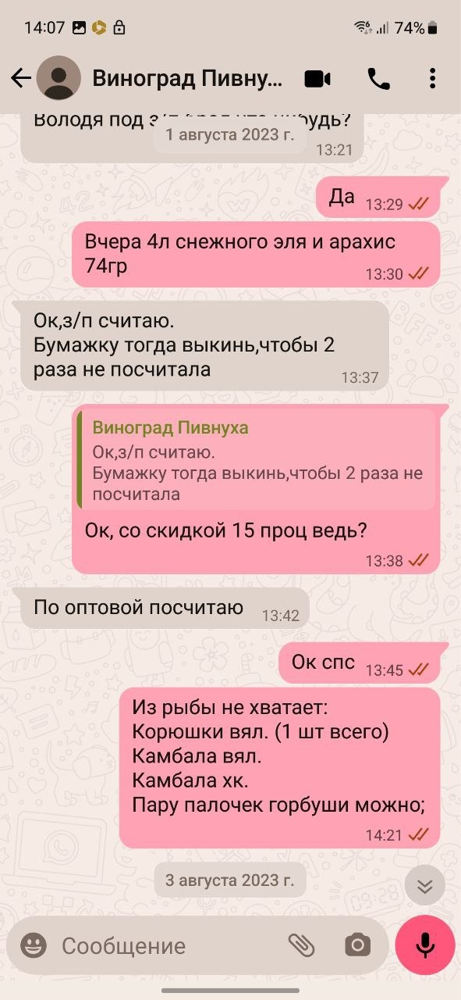 14:07
74%
Виноград Пивну...
Володя под
1 августа 2023 г.
13:21
Да
13:29
Вчера 4л снежного эля и арахис
74гр
13:30
Ок,з/п считаю.
Бумажку тогда выкинь,чтобы 2
раза не посчитала
13:37
Виноград Пивнуха
Ок,з/п считаю.
Бумажку тогда выкинь,чтобы 2 раза не
посчитала
Ок, со скидкой 15 проц ведь?
13:38
По оптовой посчитаю
13:42
Ок спс
13:45
Из рыбы не хватает:
Корюшки вял. (1 шт всего)
Камбала вял.
Камбала хк.
Пару палочек горбуши можно;
14:21
3 августа 2023 г.
Сообщение